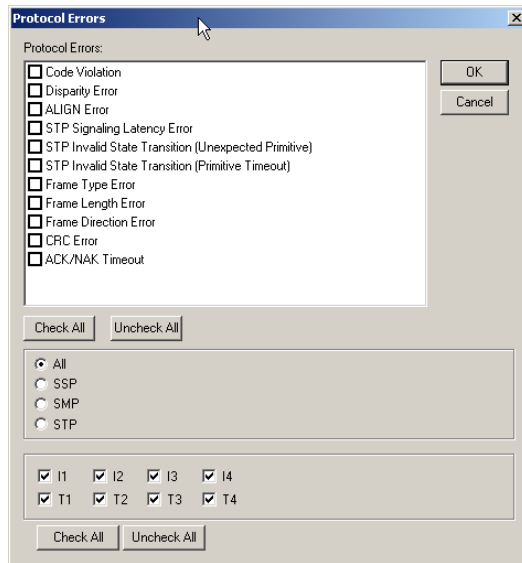 Protocol Errors
Protocol Errors:
Code Violation
Disparity Error
ALIGN Error
STP Signaling Latency Error
STP Invalid State Transition (Unexpected Primitive)
STP Invalid State Transition (Primitive Timeout)
Frame Type Error
Frame Length Error
Frame Direction Error
CRC Error
ACK/NAK Timeout
OK
Cancel
Check All Uncheck All
All
SSP
SMP
STP
I1 I2 I3 I4
T1 T2 T3 T4
Check All Uncheck All